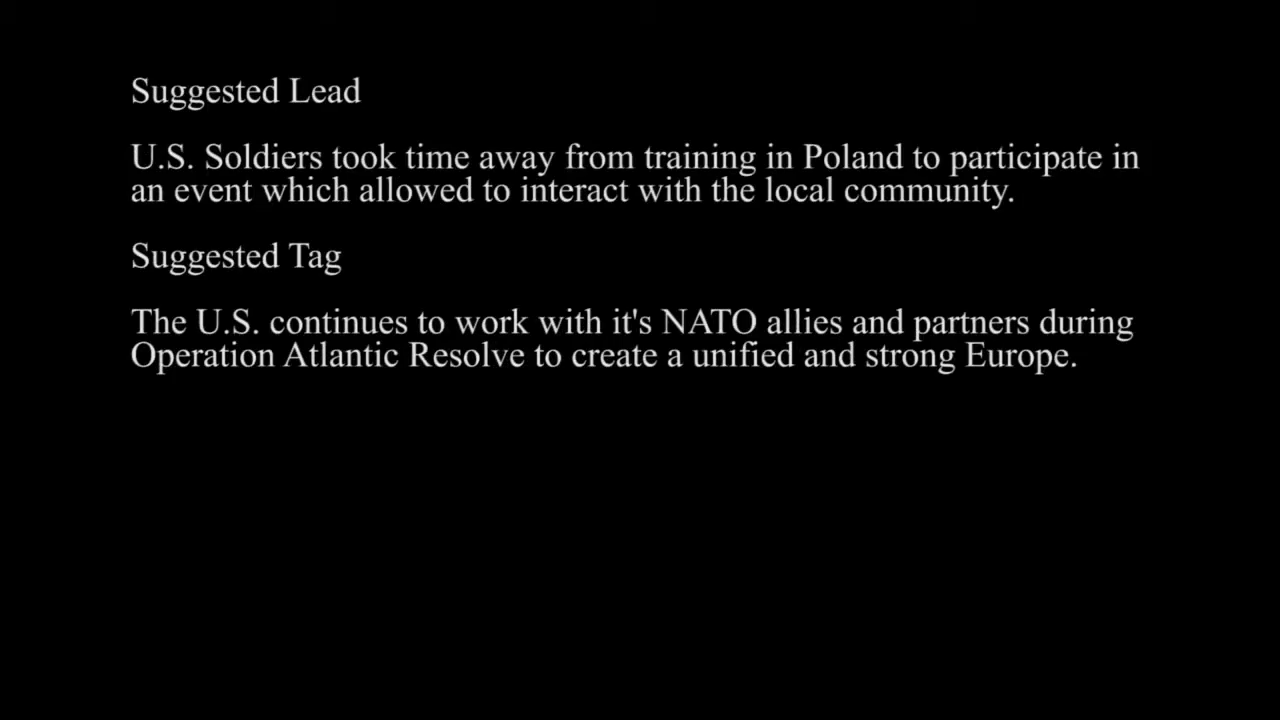 Suggested Lead
U.S. Soldiers took time away from training in Poland to participate in
an event which allowed to interact with the local community.
Suggested Tag
The U.S. continues to work with it's NATO allies and partners during
Operation Atlantic Resolve to create a unified and strong Europe.